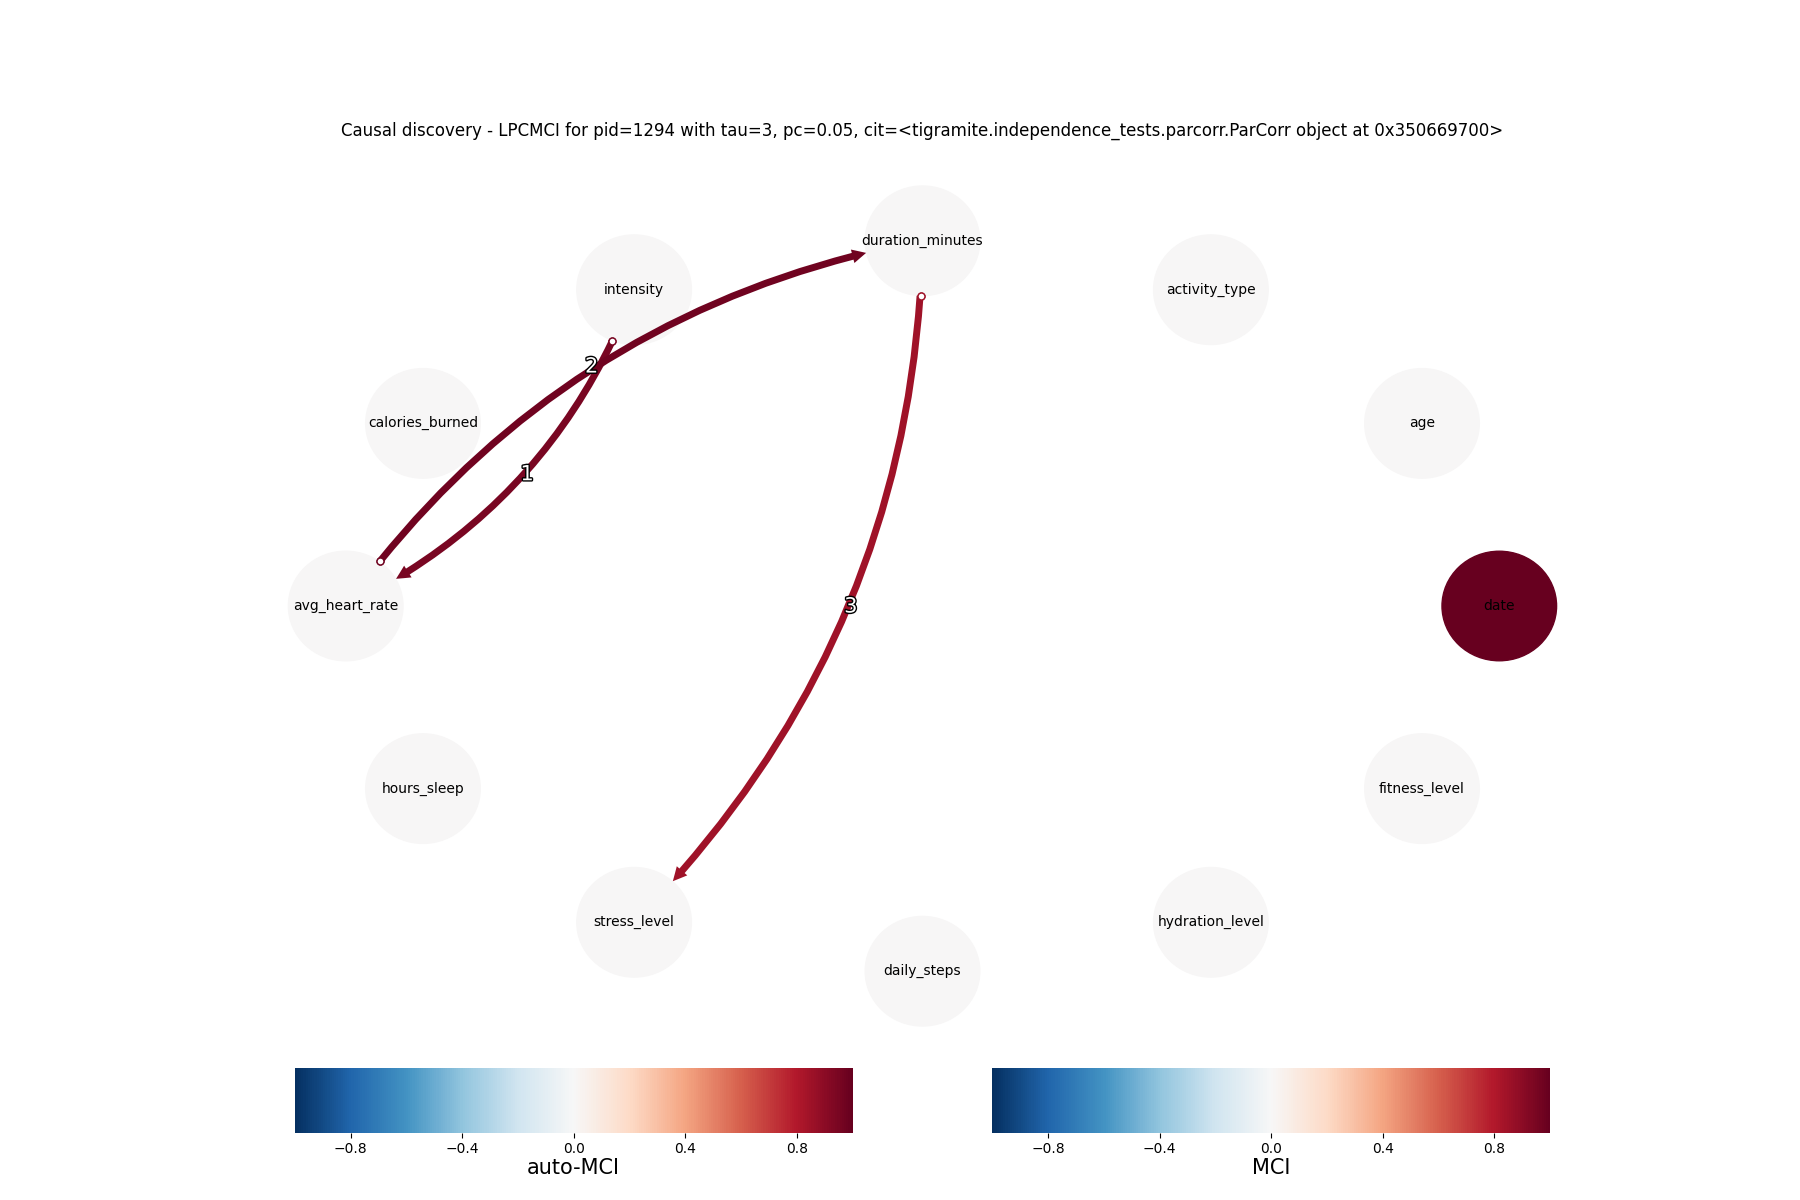 Causal discovery - LPCMCI for pid=1294 with tau=3, pc=0.05, cit=<tigramite.independence_tests.parcorr.ParCorr object at 0x350669700>
duration_minutes
intensity
activity_type
2
calories_burned
age
1
avg_heart_rate
3
date
hours_sleep
fitness_level
stress_level
hydration_level
daily_steps
−0.8 −0.4 0.0 0.4 0.8
auto-MCI
−0.8 −0.4 0.0 0.4 0.8
MCI